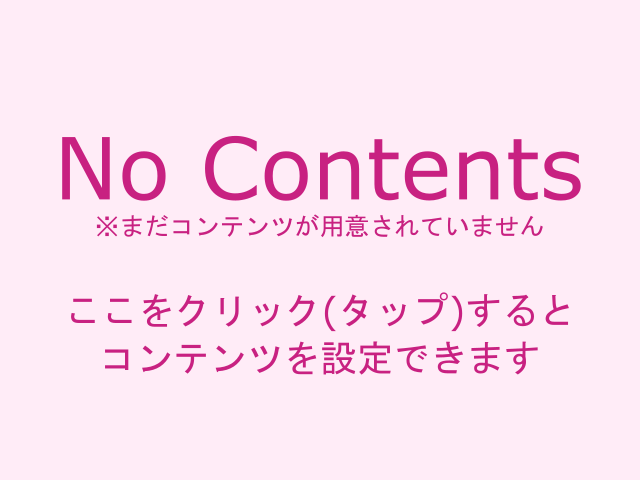 No Contents
※まだコンテンツが用意されていません
ここをクリック(タップ)すると
コンテンツを設定できます